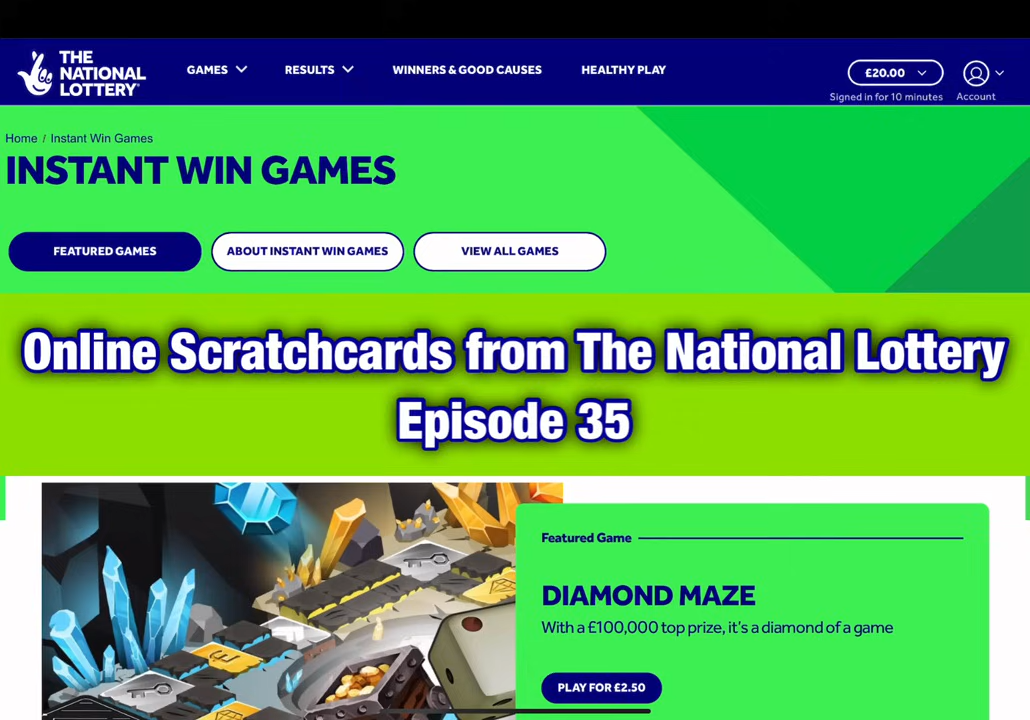 THE
NATIONAL
LOTTERY®
GAMES
RESULTS
WINNERS & GOOD CAUSES
HEALTHY PLAY
£20.00
Signed in for 10 minutes
Account
Home / Instant Win Games
INSTANT WIN GAMES
FEATURED GAMES
ABOUT INSTANT WIN GAMES
VIEW ALL GAMES
Online Scratchcards from The National Lottery
Episode 35
Featured Game
DIAMOND MAZE
With a £100,000 top prize, it's a diamond of a game
£
PLAY FOR £2.50